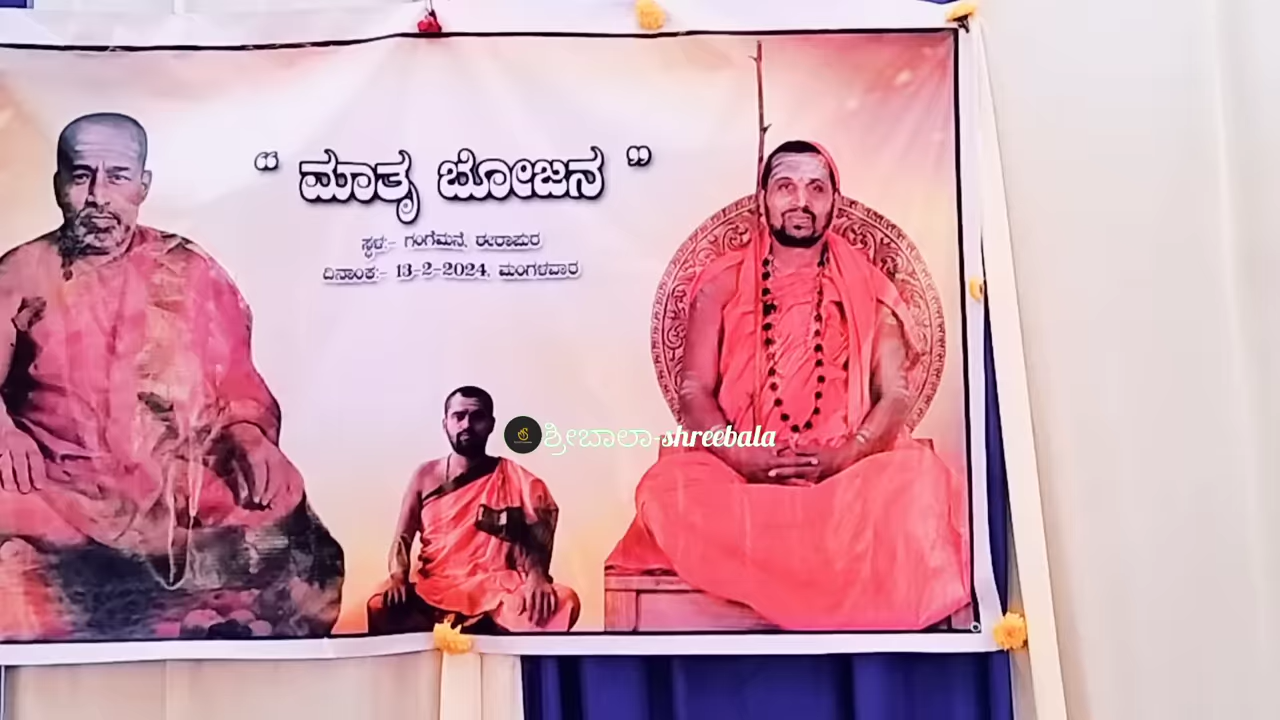 “ ಮಾತೃ ಬೋಜನ ”
ಸ್ಥಳ:- ಗಂಗೆಮನೆ, ಈರಾಪುರ
ದಿನಾಂಕ:- 13-2-2024, ಮಂಗಳವಾರ
ಶ್ರೀಬಾಲಾ-shreebala